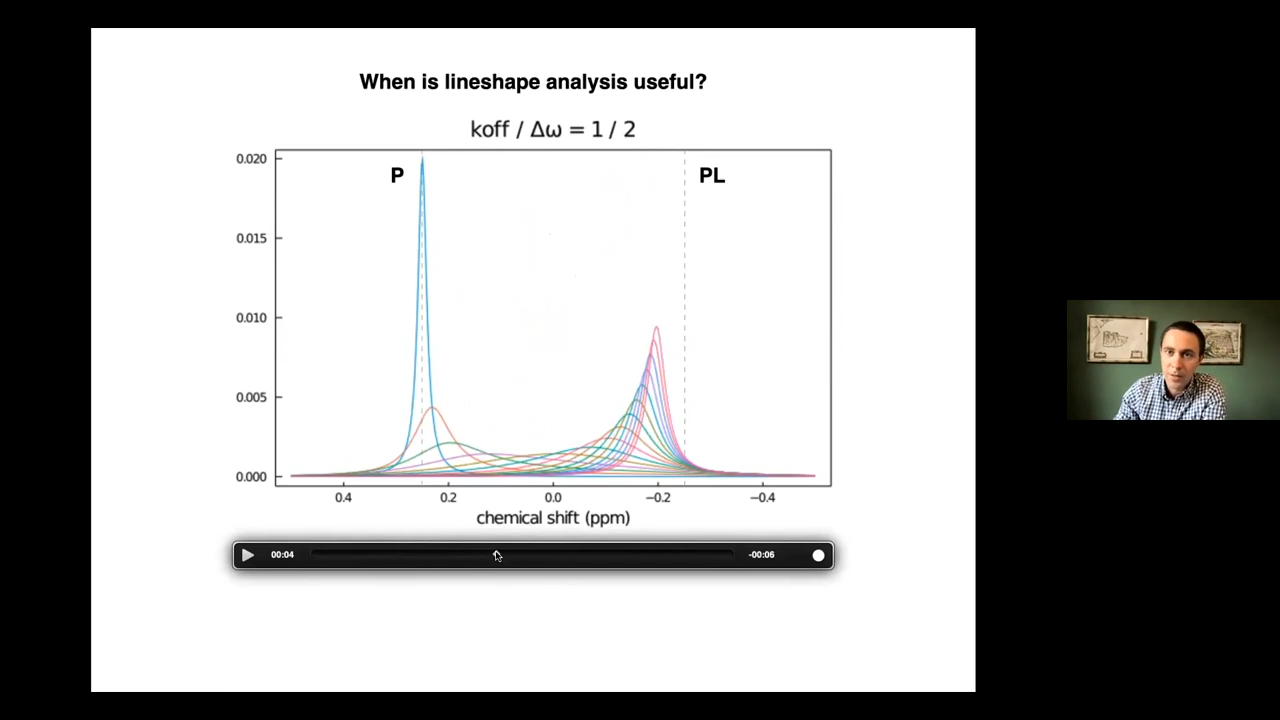 When is lineshape analysis useful?
koff / Δω = 1 / 2
0.020
P
PL
0.015
0.010
0.005
0.000
0.4 0.2 0.0 −0.2 −0.4
chemical shift (ppm)
00:04 -00:06